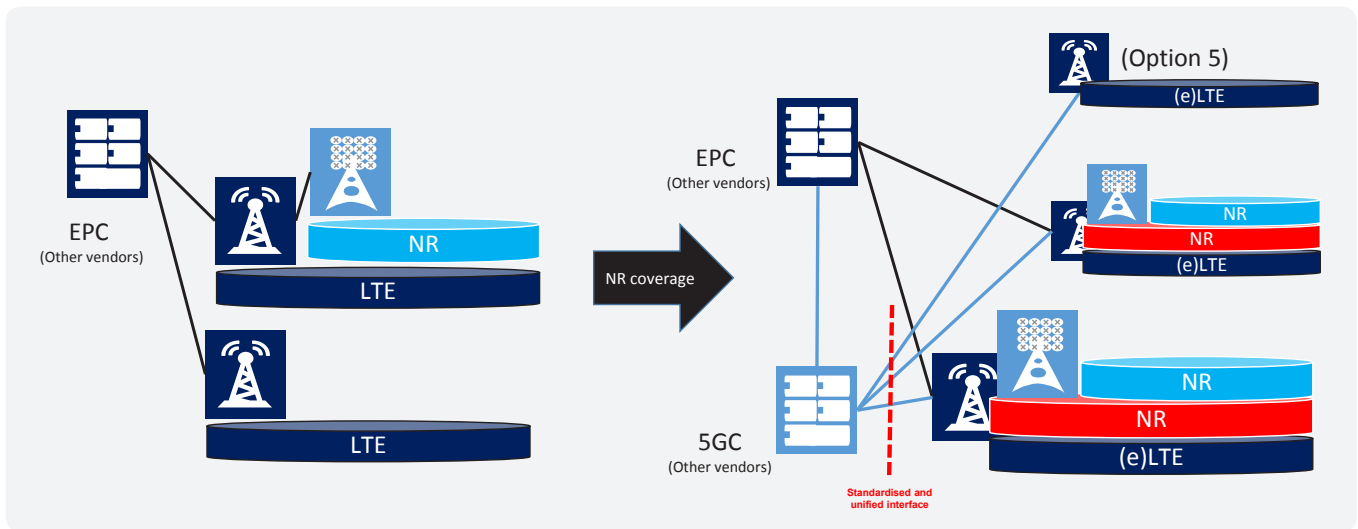 EPC
(Other vendors)
NR
LTE
LTE
NR coverage
EPC
(Other vendors)
5GC
(Other vendors)
Standardised and
unified interface
(Option 5)
(e)LTE
NR
NR
(e)LTE
NR
NR
(e)LTE